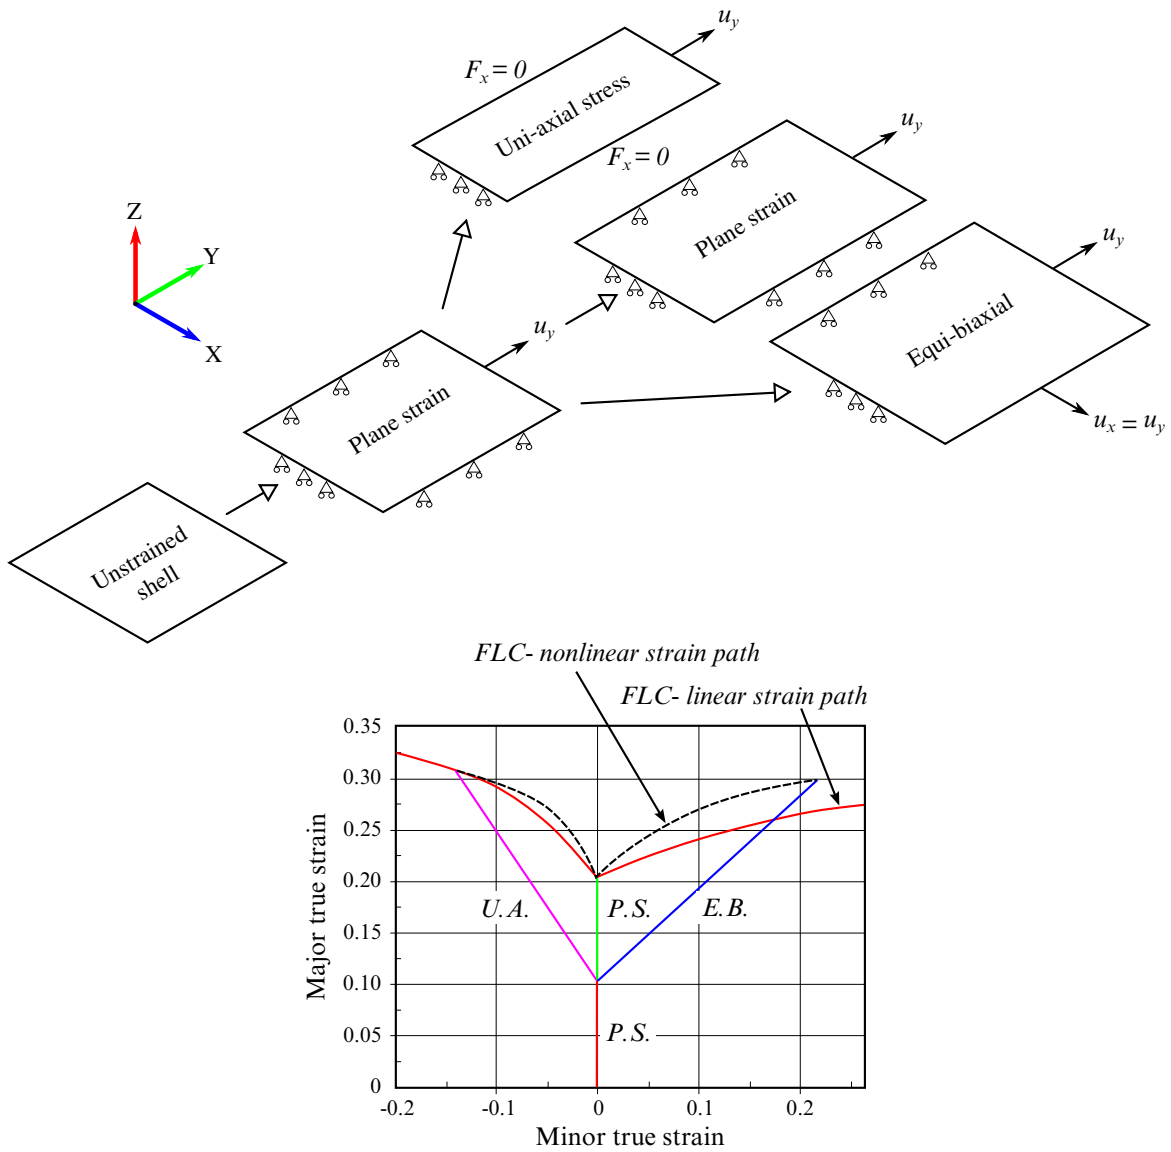 u_y
F_x = 0
Uni-axial stress
F_x = 0
u_y
Plane strain
Z
Y
X
u_y
Equi-biaxial
u_x = u_y
u_y
Plane strain
Unstrained
shell
FLC- nonlinear strain path
FLC- linear strain path
0.35
0.30
0.25
0.20
0.15
0.10
0.05
0
Major true strain
U.A.
P.S.
E.B.
P.S.
-0.2
-0.1
0
0.1
0.2
Minor true strain